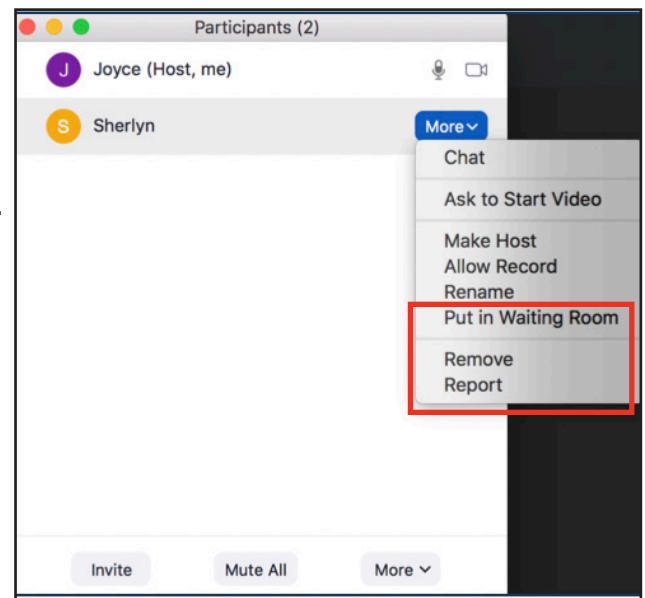 Participants (2)
J Joyce (Host, me)
S Sherlyn More
Chat
Ask to Start Video
Make Host
Allow Record
Rename
Put in Waiting Room
Remove
Report
Invite Mute All More